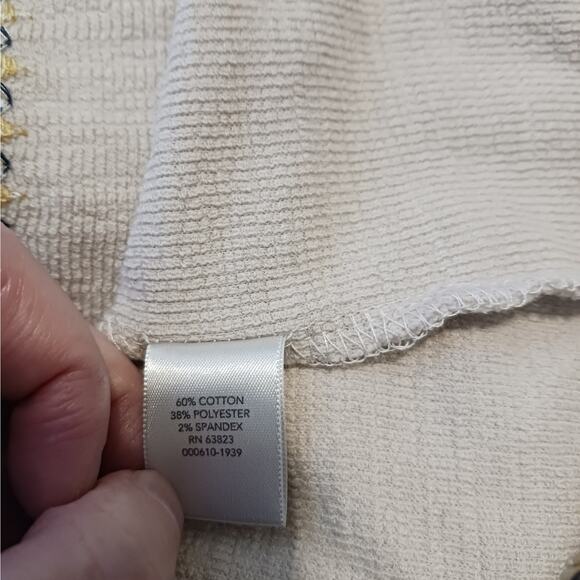 60% COTTON
38% POLYESTER
2% SPANDEX
RN 63823
000610-1939